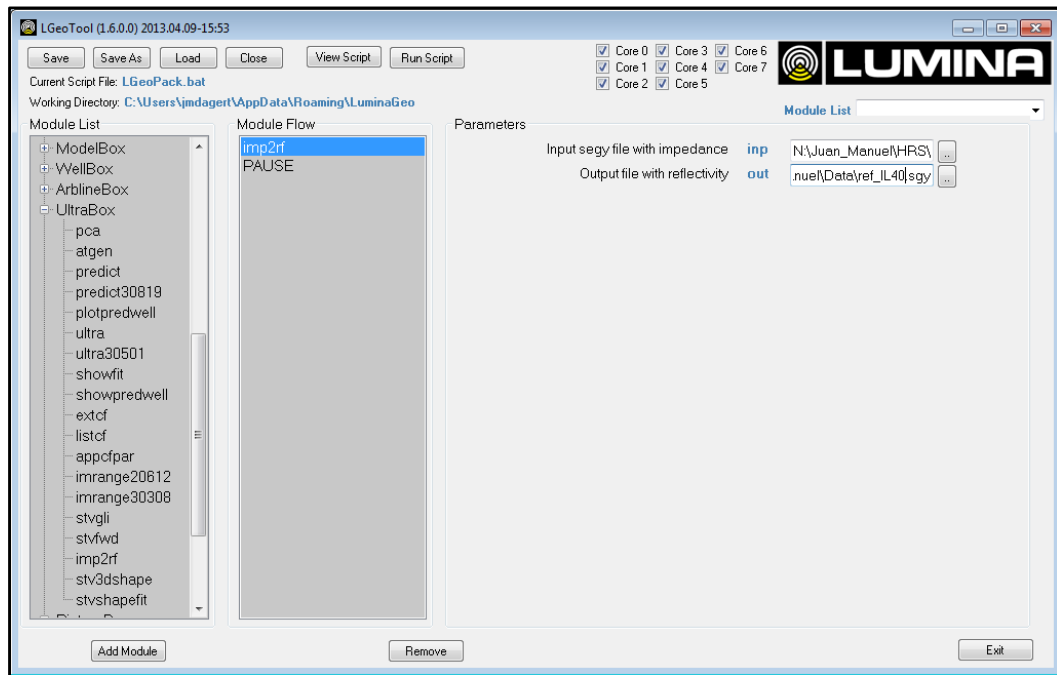 LGeoTool (1.6.0.0) 2013.04.09-15:53
Save Save As Load Close View Script Run Script
Core 0 Core 3 Core 6
Core 1 Core 4 Core 7
Core 2 Core 5
LUMINA
Current Script File: LGeoPack.bat
Working Directory: C:\Users\jmdagert\AppData\Roaming\LuminaGeo
Module List
Module List
ModelBox
WellBox
ArblineBox
UltraBox
pca
atgen
predict
predict30819
plotpredwell
ultra
ultra30501
showfit
showpredwell
extcf
listcf
appcfpar
imrange20612
imrange30308
stvgli
stvfwd
imp2rf
stv3dshape
stvshapefit
Module Flow
imp2rf
PAUSE
Parameters
Input segy file with impedance inp N:\Juan_Manuel\HRS\ ..
Output file with reflectivity out .nuel\Data\ref_IL40.sgy ..
Add Module Remove Exit